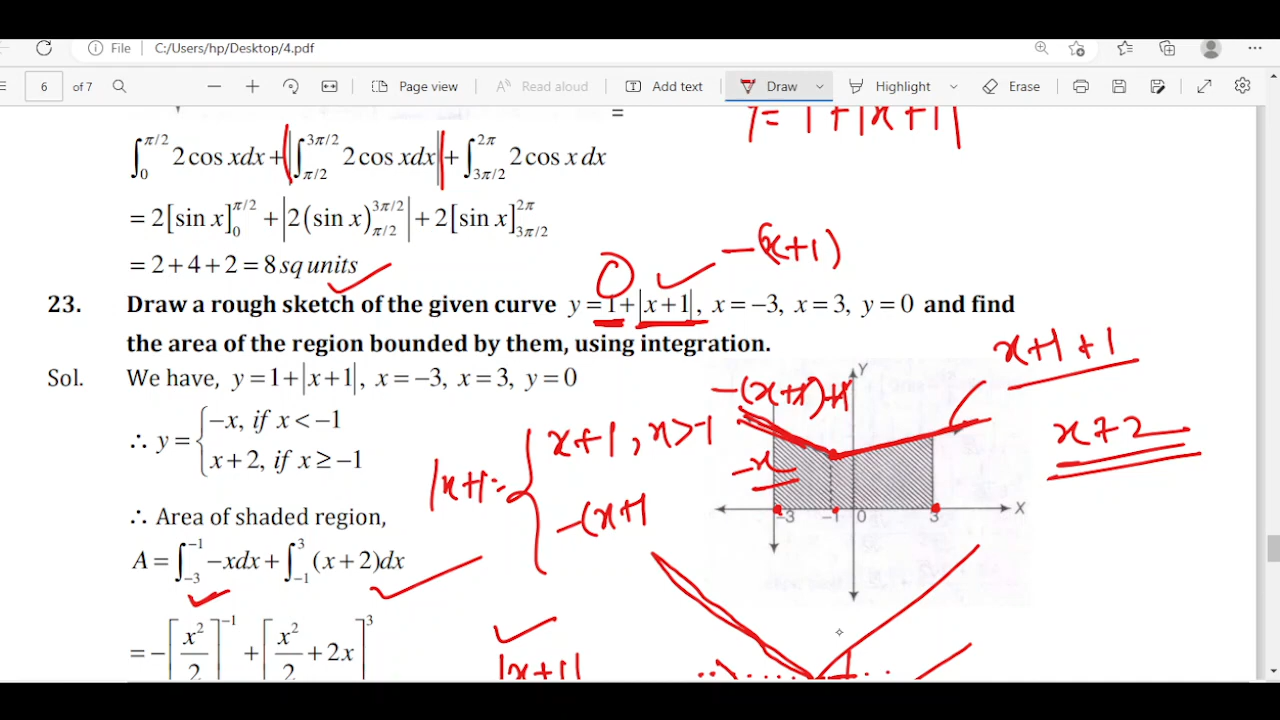 File C:/Users/hp/Desktop/4.pdf
6 of 7 Page view Read aloud Add text Draw Highlight Erase
=
y = 1+|x+1|
∫₀^{π/2} 2 cos xdx + |∫_{π/2}^{3π/2} 2 cos xdx| + ∫_{3π/2}^{2π} 2 cos x dx
= 2[sin x]₀^{π/2} + |2(sin x)_{π/2}^{3π/2}| + 2[sin x]_{3π/2}^{2π}
-(x+1)
= 2 + 4 + 2 = 8 sq units
23. Draw a rough sketch of the given curve y = 1 + |x + 1|, x = −3, x = 3, y = 0 and find
the area of the region bounded by them, using integration.
x+1+1
Sol. We have, y = 1 + |x + 1|, x = −3, x = 3, y = 0
Y
-(x+1)+1
∴ y = { −x, if x < −1
x + 2, if x ≥ −1
x+2
|x+1|= { x+1, x>-1
-(x+1
-x
-3 -1 0 3 X
∴ Area of shaded region,
A = ∫_{−3}^{−1} −xdx + ∫_{−1}^{3} (x + 2)dx
= −[x²/2]^{−1} + [x²/2 + 2x]^{3}
|x+1|